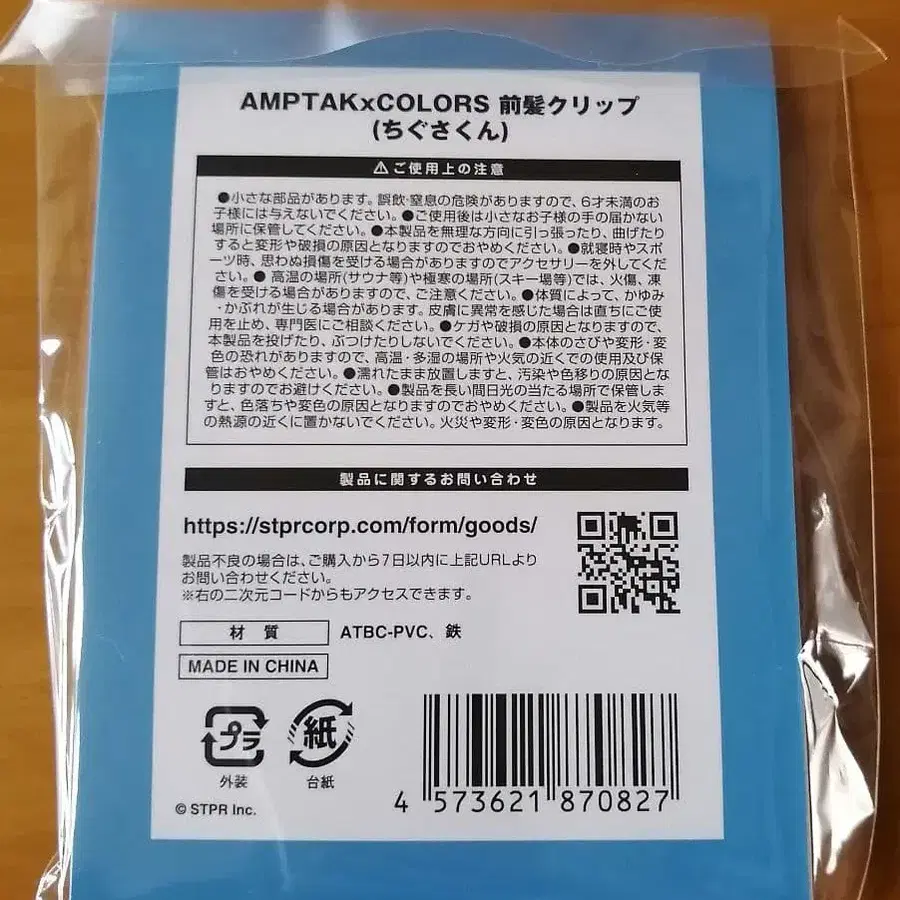 AMPTAKxCOLORS 前髪クリップ
(ちぐさくん)
⚠ご使用上の注意
●小さな部品があります。誤飲・窒息の危険がありますので、6才未満のお
子様には与えないでください。●ご使用後は小さなお子様の手の届かない
場所に保管してください。●本製品を無理な方向に引っ張ったり、曲げたり
すると変形や破損の原因となりますのでおやめください。●就寝時やスポ
ーツ時、思わぬ損傷を受ける場合がありますのでアクセサリーを外してくだ
さい。● 高温の場所(サウナ等)や極寒の場所(スキー場等)では、火傷、凍
傷を受ける場合がありますので、ご注意ください。●体質によって、かゆみ
・かぶれが生じる場合があります。皮膚に異常を感じた場合は直ちにご使
用を止め、専門医にご相談ください。●ケガや破損の原因となりますので、
本製品を投げたり、ぶつけたりしないでください。●本体のさびや変形・変
色の恐れがありますので、高温・多湿の場所や火気の近くでの使用及び保
管はおやめください。●濡れたまま放置しますと、汚染や色移りの原因とな
りますのでお避けください。●製品を長い間日光の当たる場所で保管しま
すと、色落ちや変色の原因となりますのでおやめください。●製品を火気等
の熱源の近くに置かないでください。火災や変形・変色の原因となります。
製品に関するお問い合わせ
https://stprcorp.com/form/goods/
製品不良の場合は、ご購入から7日以内に上記URLより
お問い合わせください。
※右の二次元コードからもアクセスできます。
材 質 ATBC-PVC、鉄
MADE IN CHINA
プラ 紙
外装 台紙
© STPR Inc.
4 573621 870827